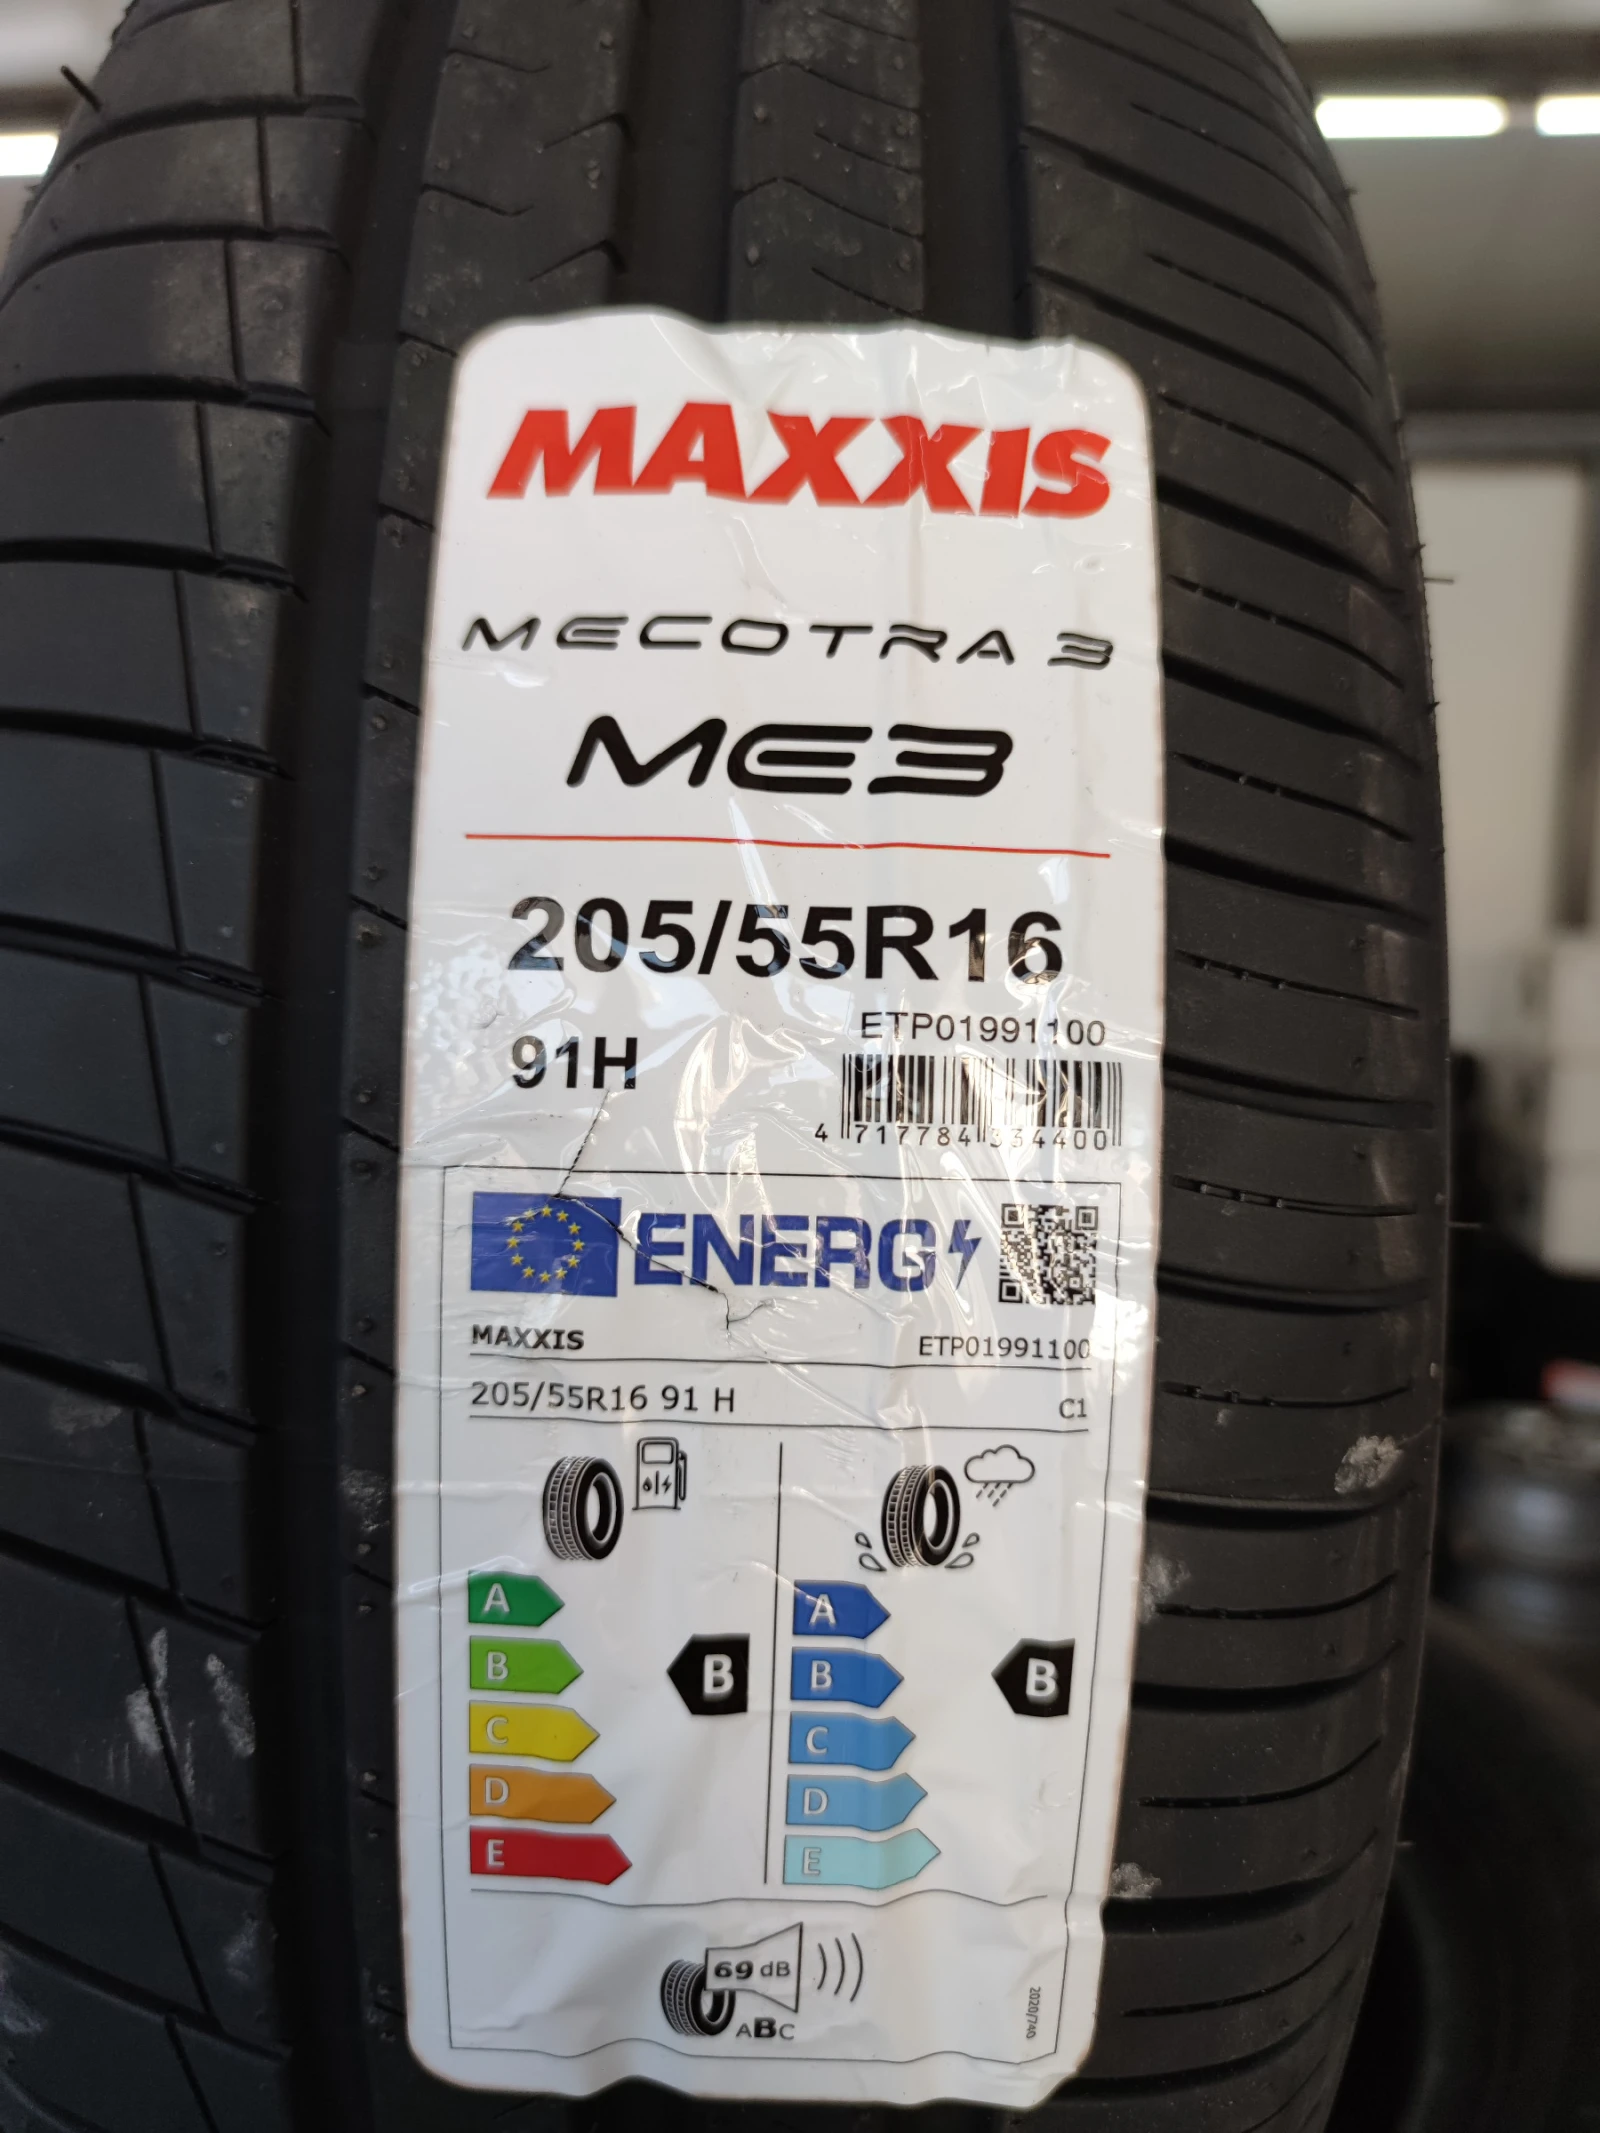 MAXXIS
MECOTRA 3
ME3
205/55R16
ETP01991100
91H
4 717784 334400
ENERG
MAXXIS ETP01991100
205/55R16 91 H C1
A A
B B B B
C C
D D
E E
69 dB
ABC
2020/740